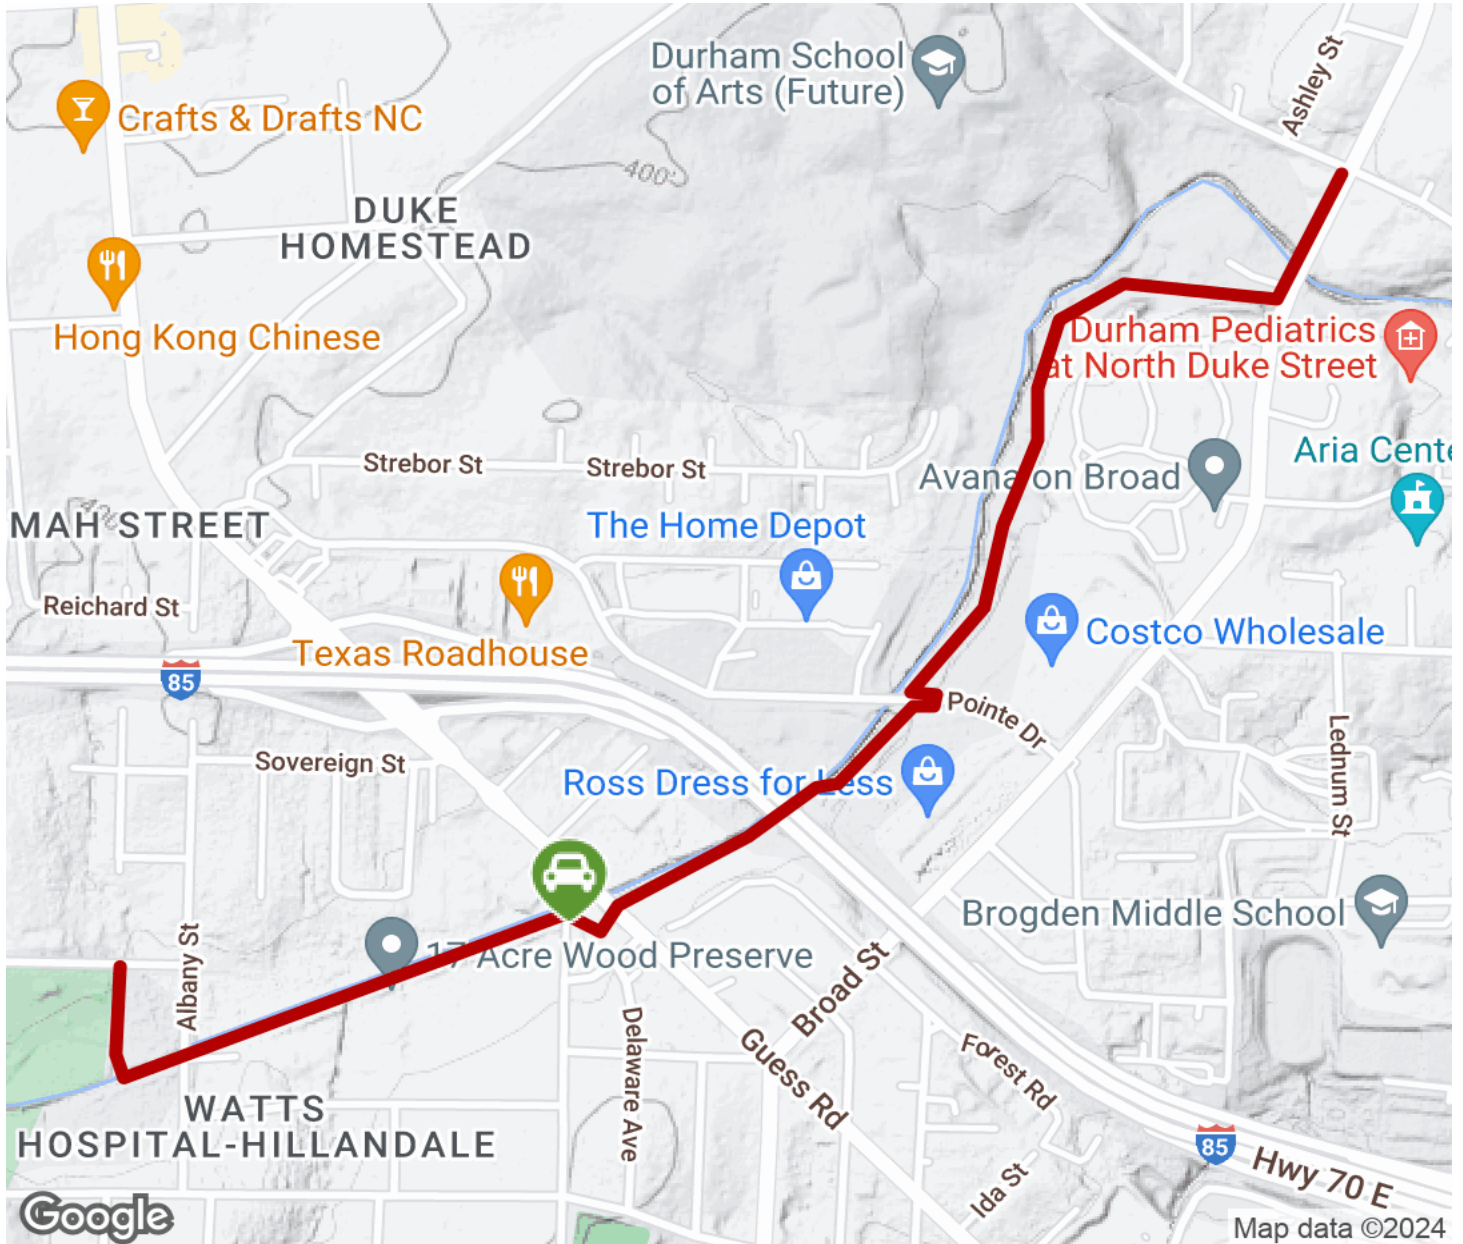 Durham School
of Arts (Future)
Ashley St
Crafts & Drafts NC
400'
DUKE
HOMESTEAD
Hong Kong Chinese
Durham Pediatrics
at North Duke Street
Strebor St
Strebor St
Aria Cente
Avana on Broad
MAH STREET
The Home Depot
Reichard St
Texas Roadhouse
Costco Wholesale
85
Pointe Dr
Lednum St
Sovereign St
Ross Dress for Less
Brogden Middle School
17 Acre Wood Preserve
Albany St
Broad St
Delaware Ave
Guess Rd
Forest Rd
WATTS
HOSPITAL-HILLANDALE
85
Hwy 70 E
Ida St
Google
Map data ©2024